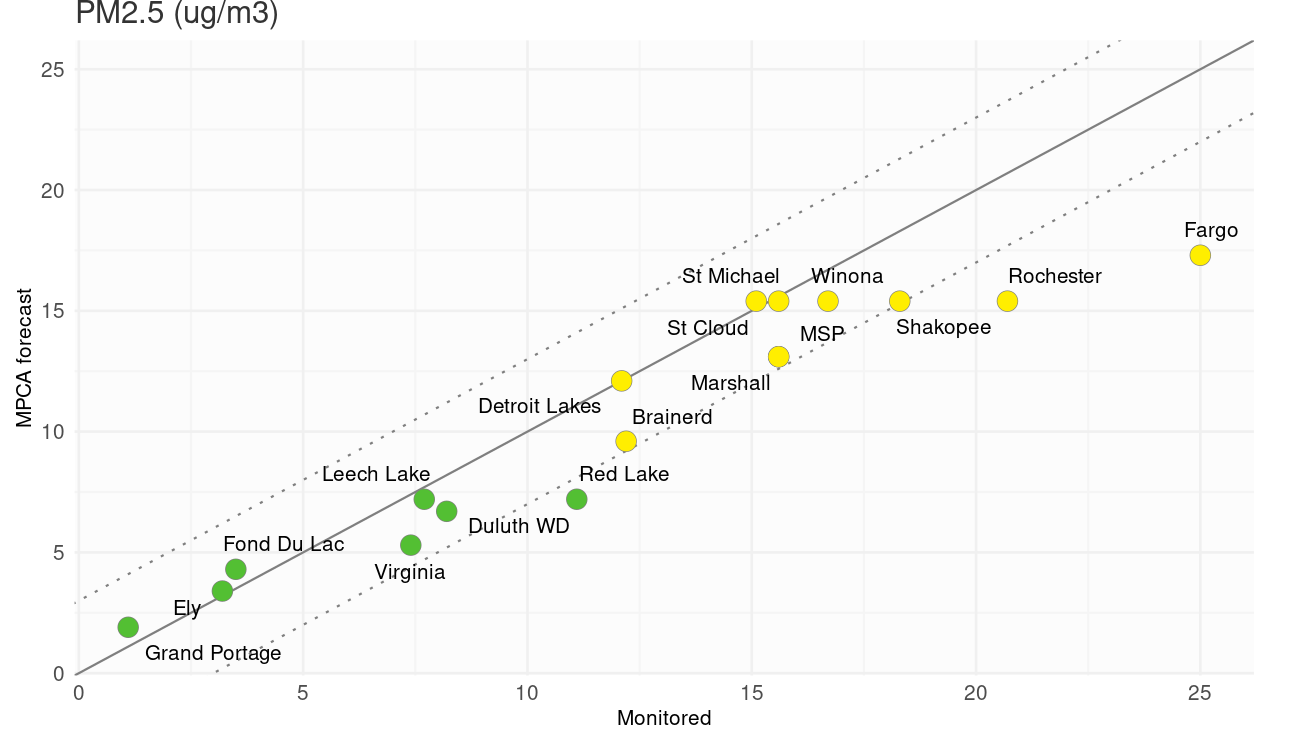 PM2.5 (ug/m3)
25
20
15
10
5
0
MPCA forecast
Fargo
St Michael
Winona
Rochester
St Cloud
MSP
Shakopee
Marshall
Detroit Lakes
Brainerd
Leech Lake
Red Lake
Duluth WD
Fond Du Lac
Virginia
Ely
Grand Portage
0
5
10
15
20
25
Monitored